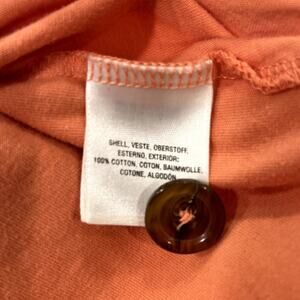 SHELL, VESTE, OBERSTOFF,
ESTERNO, EXTERIOR:
100% COTTON, COTON, BAUMWOLLE,
COTONE, ALGODÓN